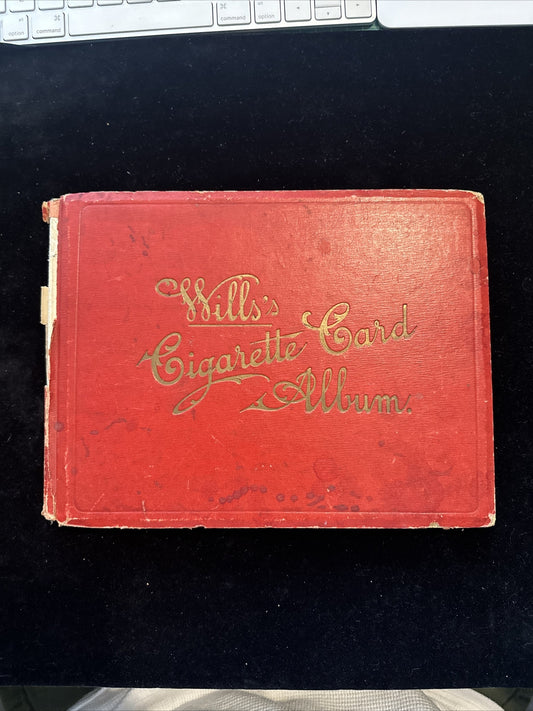 option ⌘ command ⌘ command option
Wills's
Cigarette Card
Album.